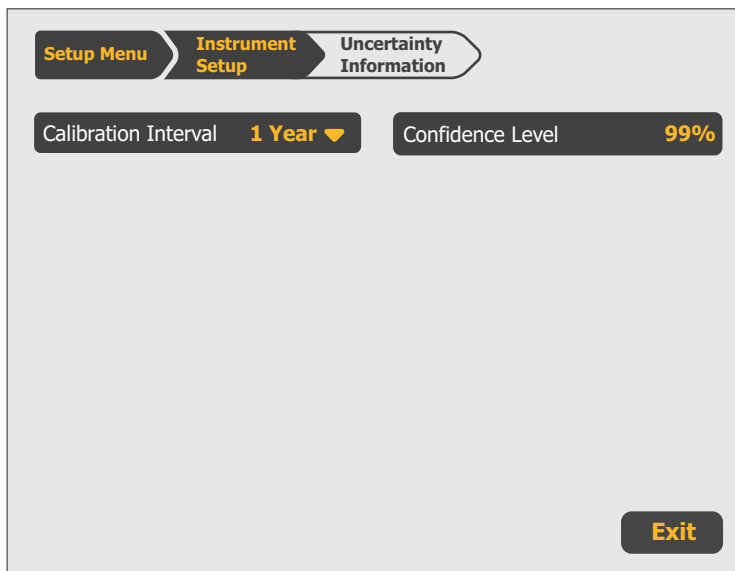 Setup Menu
Instrument
Setup
Uncertainty
Information
Calibration Interval 1 Year
Confidence Level 99%
Exit